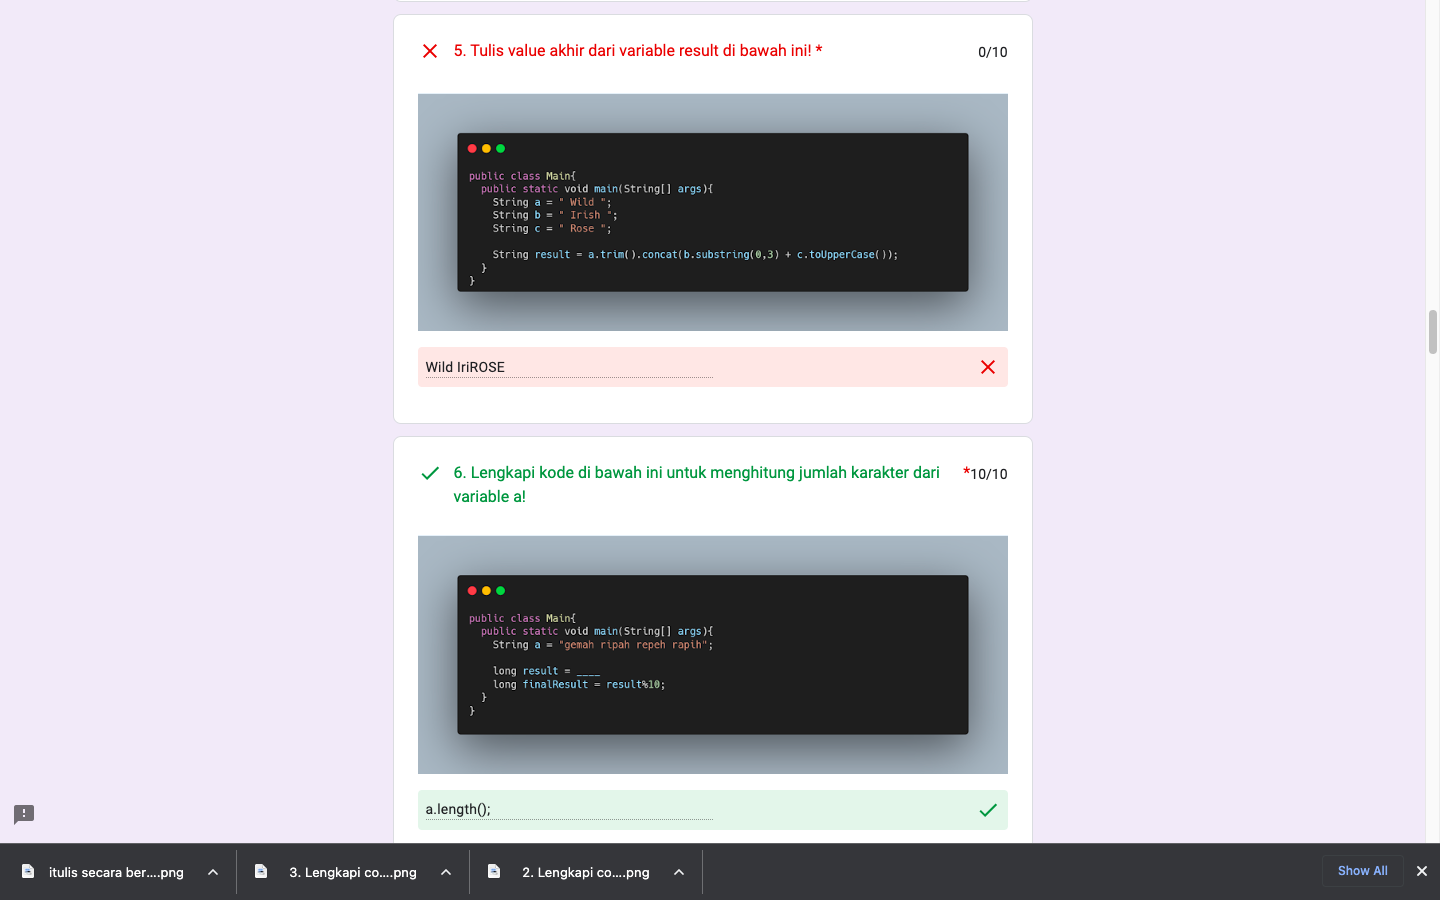 5. Tulis value akhir dari variable result di bawah ini! *
0/10
public class Main{
public static void main(String[] args){
String a = " Wild ";
String b = " Irish ";
String c = " Rose ";
String result = a.trim().concat(b.substring(0,3) + c.toUpperCase());
}
}
Wild IriROSE
6. Lengkapi kode di bawah ini untuk menghitung jumlah karakter dari
variable a!
*10/10
public class Main{
public static void main(String[] args){
String a = "gemah ripah repeh rapih";
long result = ____
long finalResult = result%10;
}
}
a.length();
itulis secara ber....png
3. Lengkapi co....png
2. Lengkapi co....png
Show All